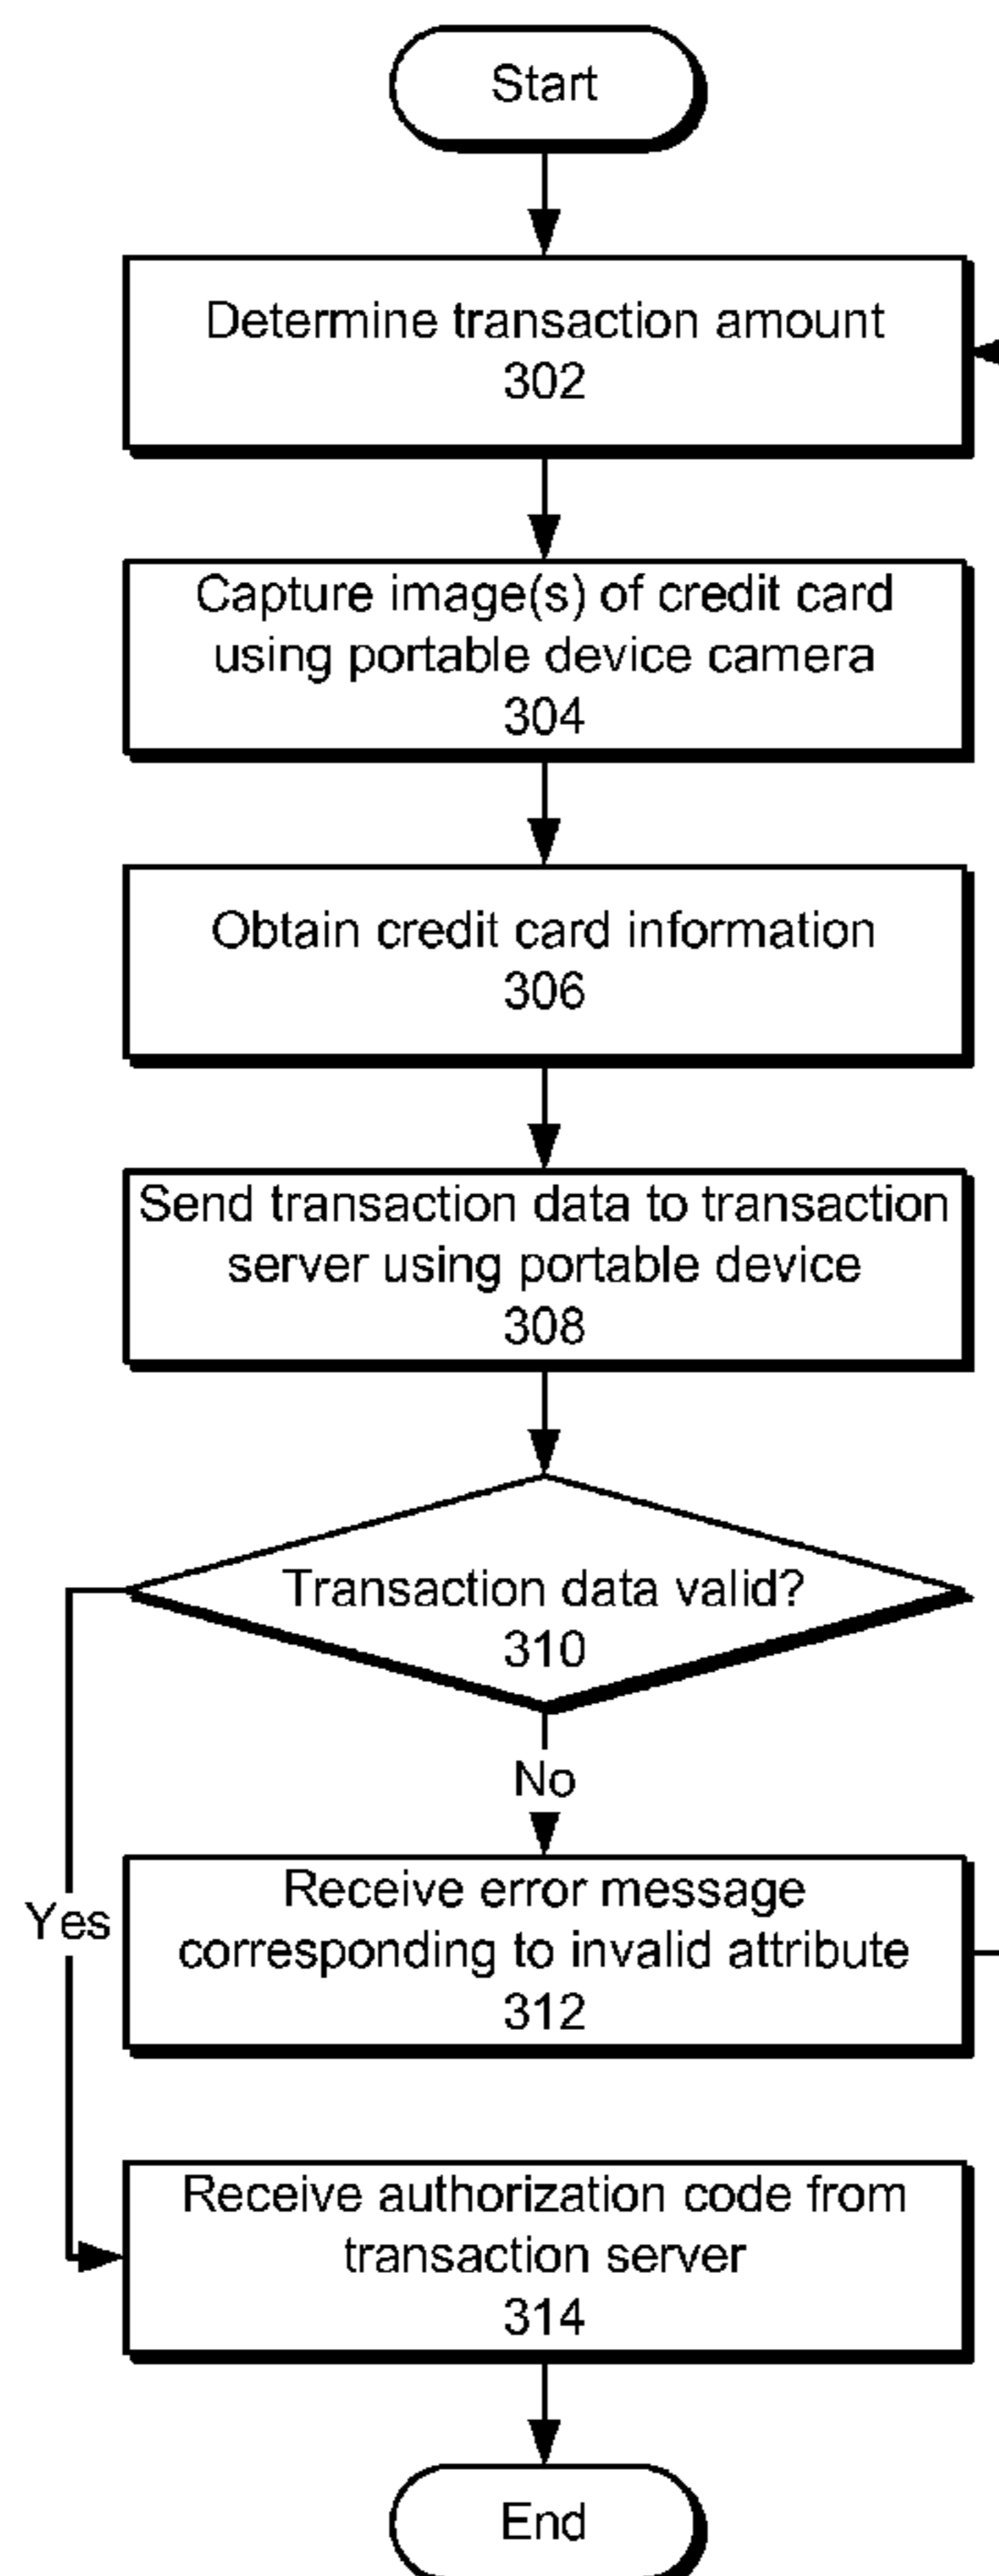 Start
Determine transaction amount
302
Capture image(s) of credit card
using portable device camera
304
Obtain credit card information
306
Send transaction data to transaction
server using portable device
308
Transaction data valid?
310
No
Receive error message
corresponding to invalid attribute
312
Yes
Receive authorization code from
transaction server
314
End